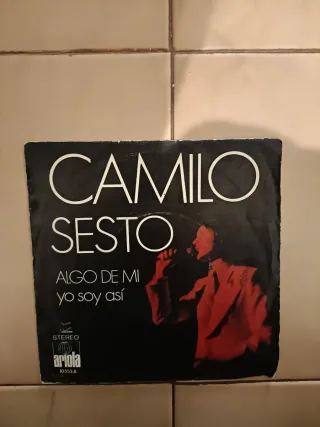 CAMILO
SESTO
ALGO DE MI
yo soy así
STEREO
ariola